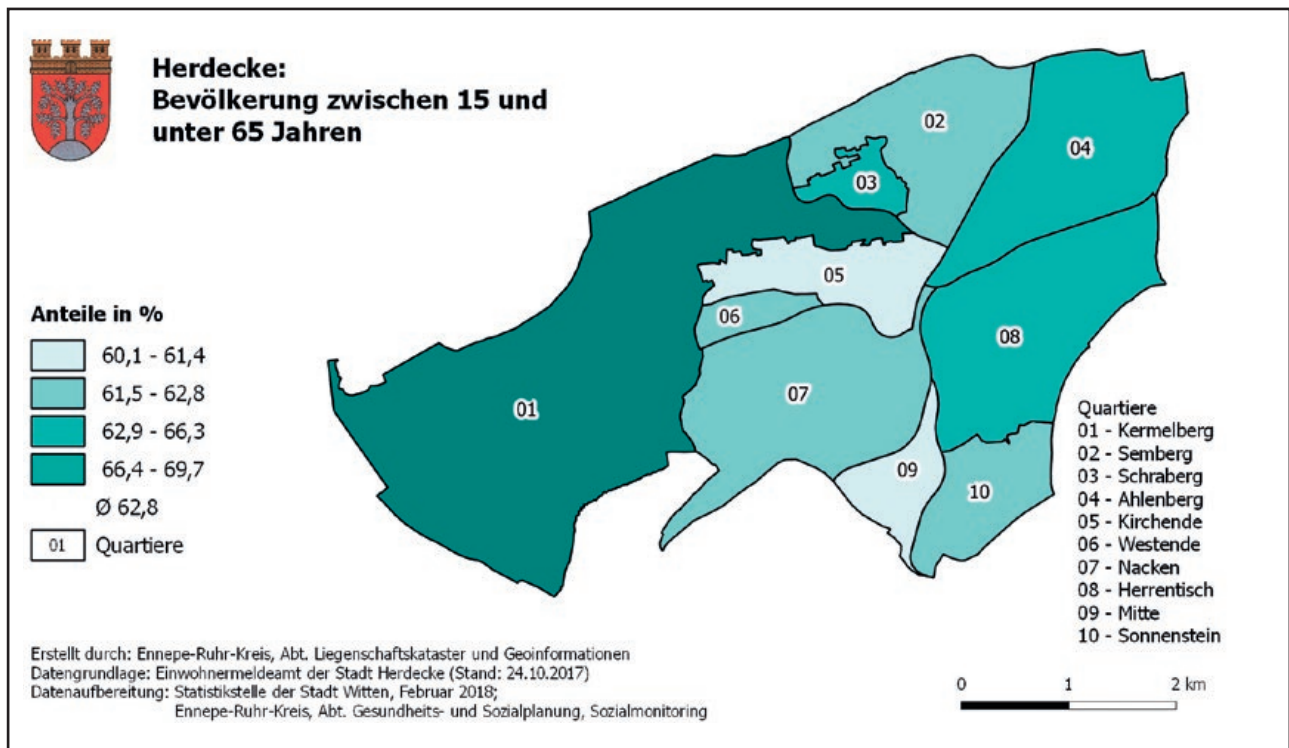 Herdecke:
Bevölkerung zwischen 15 und
unter 65 Jahren
02
04
03
05
06
08
01
07
09
10
Anteile in %
60,1 - 61,4
61,5 - 62,8
62,9 - 66,3
66,4 - 69,7
Ø 62,8
01 Quartiere
Quartiere
01 - Kermelberg
02 - Semberg
03 - Schraberg
04 - Ahlenberg
05 - Kirchende
06 - Westende
07 - Nacken
08 - Herrentisch
09 - Mitte
10 - Sonnenstein
Erstellt durch: Ennepe-Ruhr-Kreis, Abt. Liegenschaftskataster und Geoinformationen
Datengrundlage: Einwohnermeldeamt der Stadt Herdecke (Stand: 24.10.2017)
Datenaufbereitung: Statistikstelle der Stadt Witten, Februar 2018;
Ennepe-Ruhr-Kreis, Abt. Gesundheits- und Sozialplanung, Sozialmonitoring
0 1 2 km